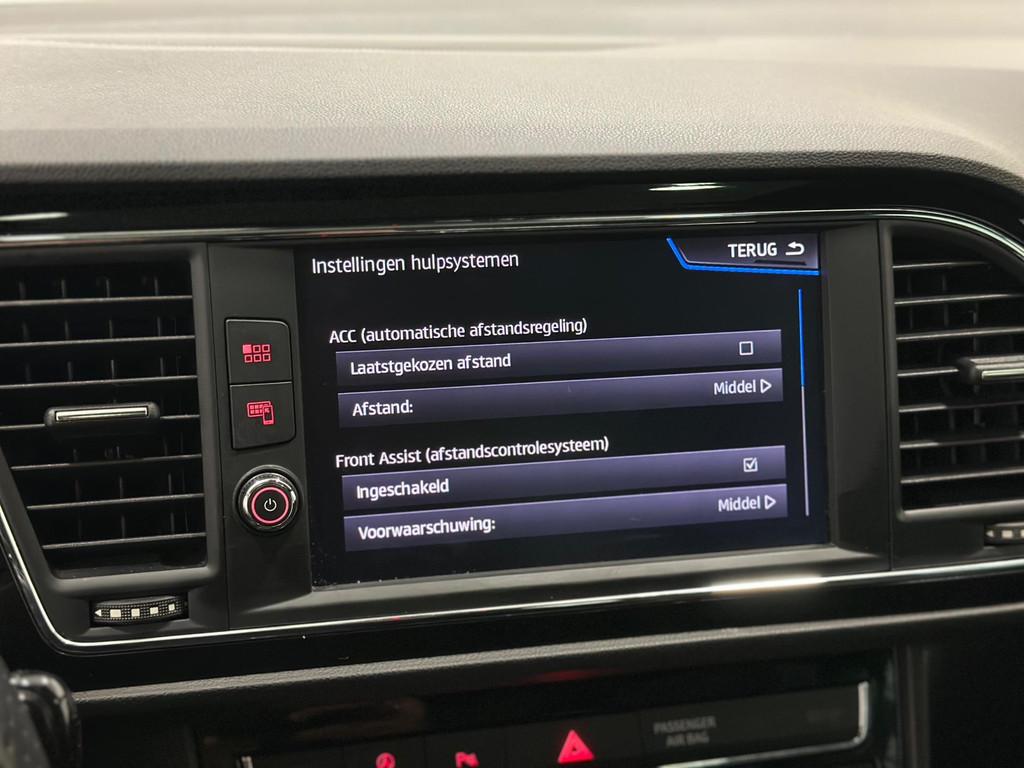 Instellingen hulpsystemen
TERUG
ACC (automatische afstandsregeling)
Laatstgekozen afstand
Afstand:
Middel
Front Assist (afstandscontrolesysteem)
Ingeschakeld
Voorwaarschuwing:
Middel
PASSENGER
AIR BAG